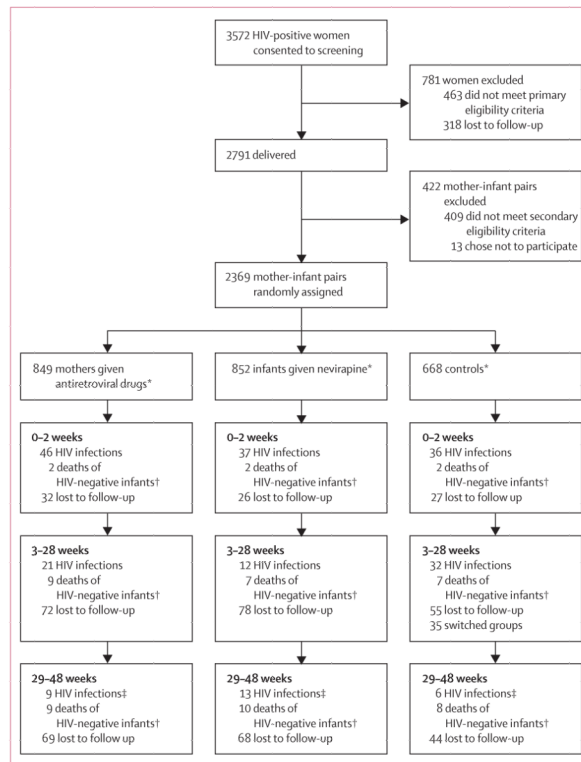 3572 HIV-positive women
consented to screening
781 women excluded
463 did not meet primary
eligibility criteria
318 lost to follow-up
2791 delivered
422 mother-infant pairs
excluded
409 did not meet secondary
eligibility criteria
13 chose not to participate
2369 mother-infant pairs
randomly assigned
849 mothers given
antiretroviral drugs*
852 infants given nevirapine*
668 controls*
0–2 weeks
46 HIV infections
2 deaths of
HIV-negative infants†
32 lost to follow-up
0–2 weeks
37 HIV infections
2 deaths of
HIV-negative infants†
26 lost to follow-up
0–2 weeks
36 HIV infections
2 deaths of
HIV-negative infants†
27 lost to follow up
3–28 weeks
21 HIV infections
9 deaths of
HIV-negative infants†
72 lost to follow-up
3–28 weeks
12 HIV infections
7 deaths of
HIV-negative infants†
78 lost to follow-up
3–28 weeks
32 HIV infections
7 deaths of
HIV-negative infants†
55 lost to follow-up
35 switched groups
29–48 weeks
9 HIV infections‡
9 deaths of
HIV-negative infants†
69 lost to follow up
29–48 weeks
13 HIV infections‡
10 deaths of
HIV-negative infants†
68 lost to follow-up
29–48 weeks
6 HIV infections‡
8 deaths of
HIV-negative infants†
44 lost to follow-up